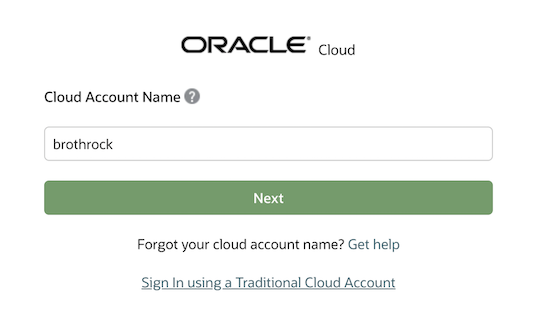 ORACLE® Cloud
Cloud Account Name ?
brothrock
Next
Forgot your cloud account name? Get help
Sign In using a Traditional Cloud Account